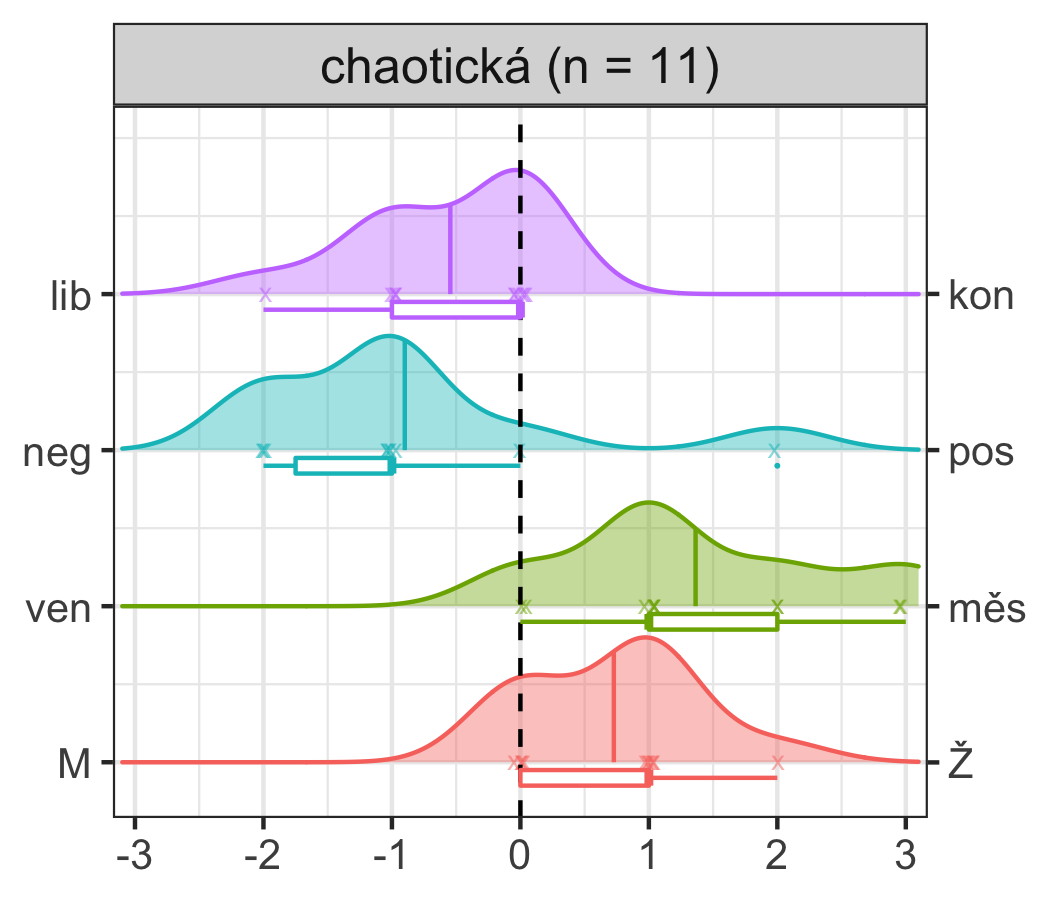 chaotická (n = 11)
lib kon
neg pos
ven měs
M Ž
-3 -2 -1 0 1 2 3